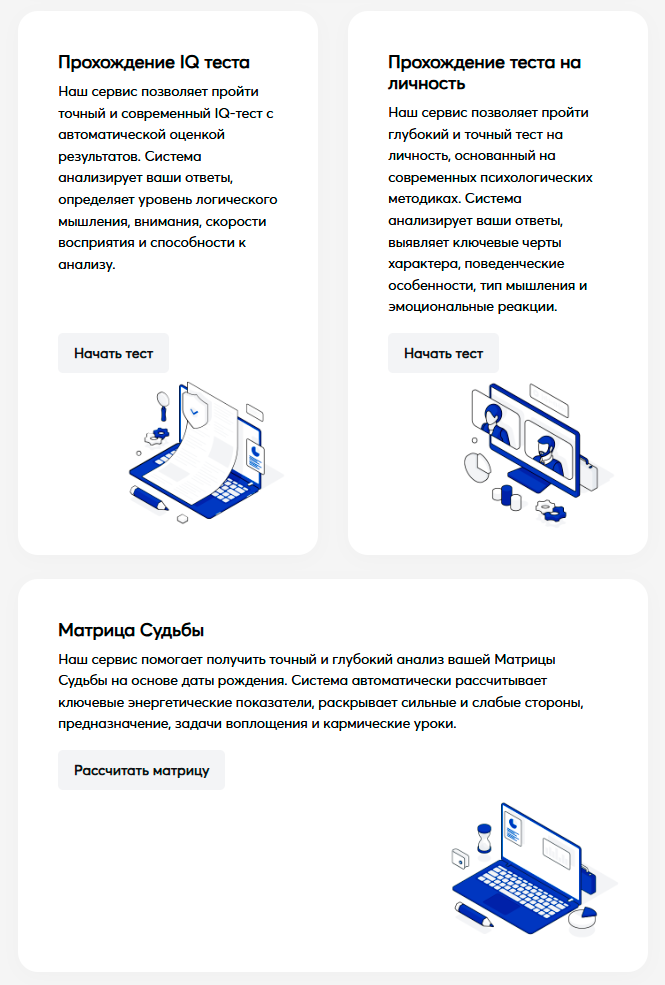 Прохождение IQ теста
Наш сервис позволяет пройти
точный и современный IQ-тест с
автоматической оценкой
результатов. Система
анализирует ваши ответы,
определяет уровень логического
мышления, внимания, скорости
восприятия и способности к
анализу.
Начать тест
Прохождение теста на
личность
Наш сервис позволяет пройти
глубокий и точный тест на
личность, основанный на
современных психологических
методиках. Система
анализирует ваши ответы,
выявляет ключевые черты
характера, поведенческие
особенности, тип мышления и
эмоциональные реакции.
Начать тест
Матрица Судьбы
Наш сервис помогает получить точный и глубокий анализ вашей Матрицы
Судьбы на основе даты рождения. Система автоматически рассчитывает
ключевые энергетические показатели, раскрывает сильные и слабые стороны,
предназначение, задачи воплощения и кармические уроки.
Рассчитать матрицу